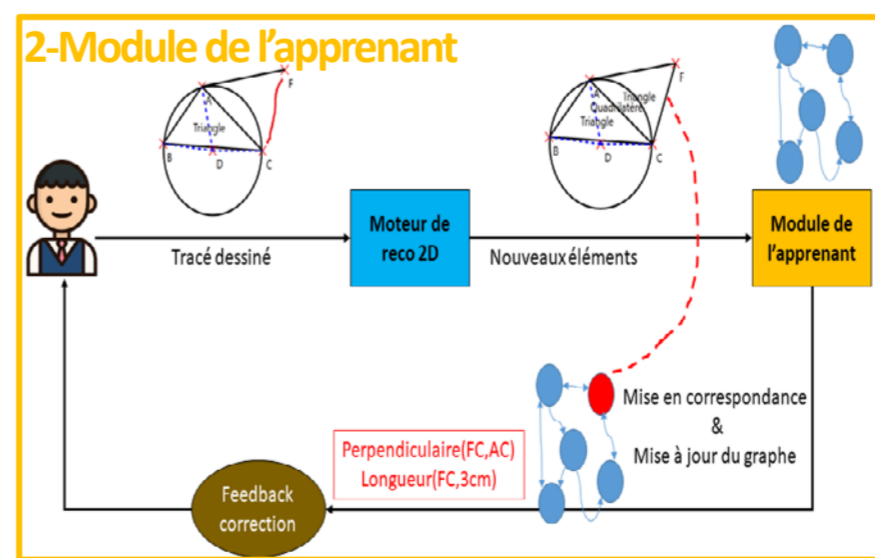 2-Module de l'apprenant
F
A
Triangle
B
D
C
F
A
Triangle
Quadrilatère
Triangle
B
D
C
Tracé dessiné
Moteur de
reco 2D
Nouveaux éléments
Module de
l'apprenant
Mise en correspondance
&
Mise à jour du graphe
Perpendiculaire(FC,AC)
Longueur(FC,3cm)
Feedback
correction